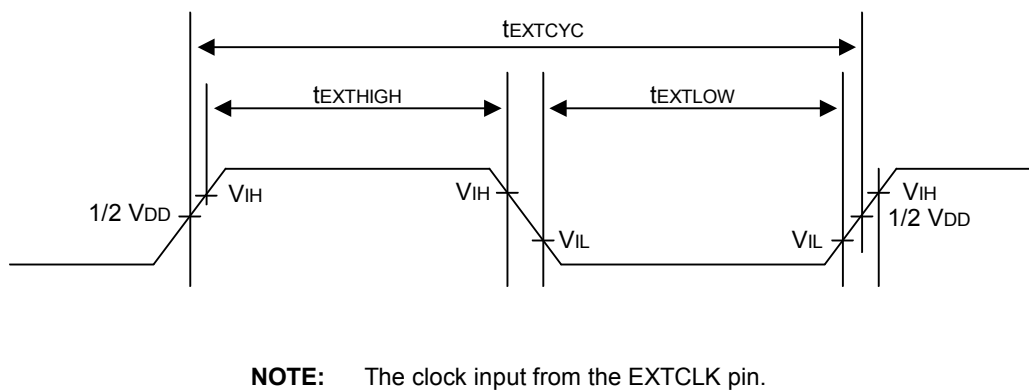 tEXTCYC
tEXTHIGH
tEXTLOW
VIH
VIH
VIH
1/2 VDD
1/2 VDD
VIL
VIL
NOTE: The clock input from the EXTCLK pin.